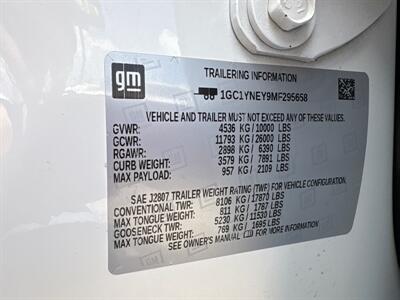 gm
TRAILERING INFORMATION
1GC1YNEY9MF295658
VEHICLE AND TRAILER MUST NOT EXCEED ANY OF THESE VALUES:
GVWR: 4536 KG/10000 LBS
GCWR: 11793 KG/26000 LBS
RGAWR: 2898 KG/ 6390 LBS
CURB WEIGHT: 3579 KG/ 7891 LBS
MAX PAYLOAD: 957 KG/ 2109 LBS
SAE J2807 TRAILER WEIGHT RATING (TWR) FOR VEHICLE CONFIGURATION.
CONVENTIONAL TWR: 8106 KG/17870 LBS
MAX TONGUE WEIGHT: 811 KG/ 1787 LBS
GOOSENECK TWR: 5230 KG/11530 LBS
MAX TONGUE WEIGHT: 769 KG/ 1695 LBS
SEE OWNER'S MANUAL FOR MORE INFORMATION